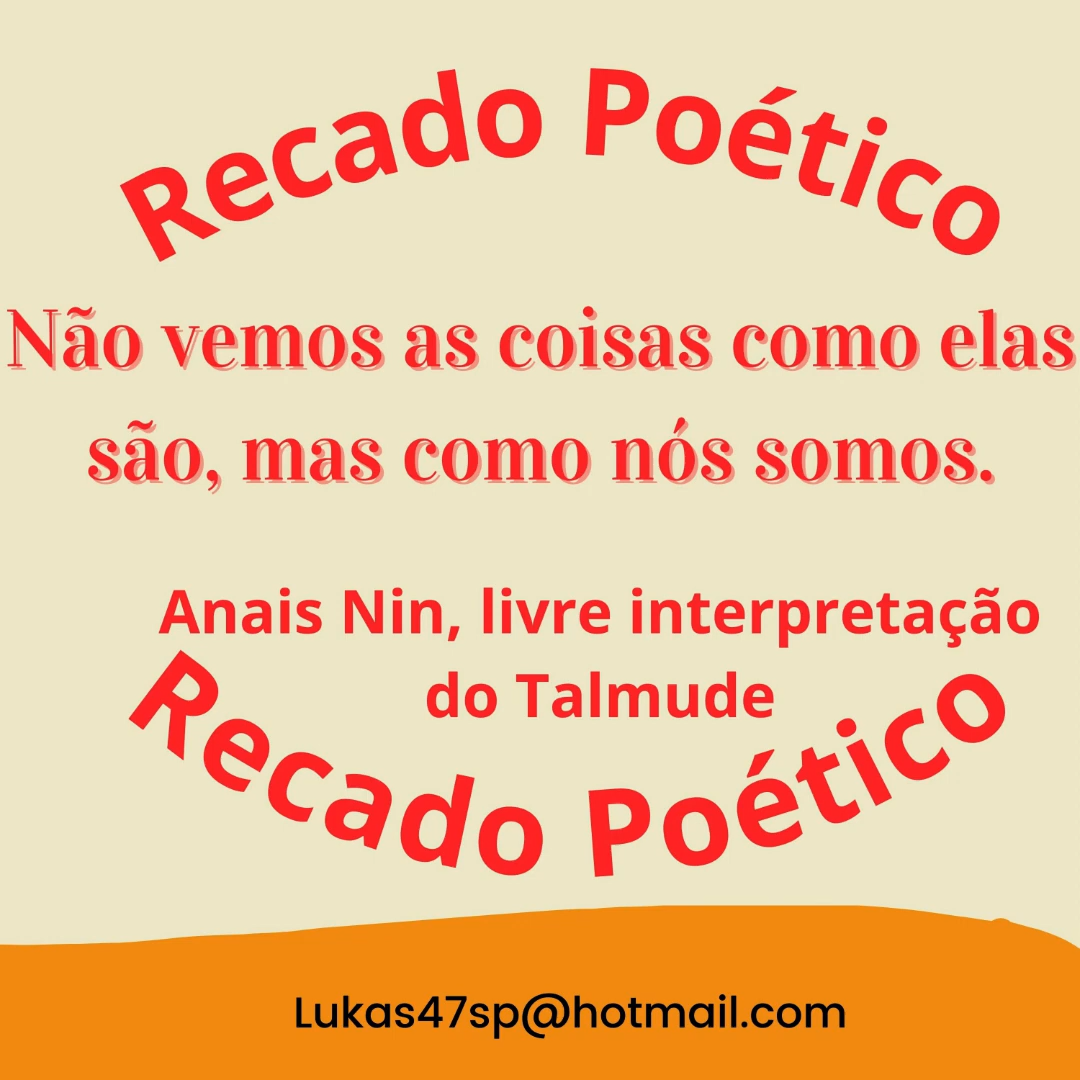 Recado Poético
Não vemos as coisas como elas
são, mas como nós somos.
Anais Nin, livre interpretação
do Talmude
Recado Poético
Lukas47sp@hotmail.com